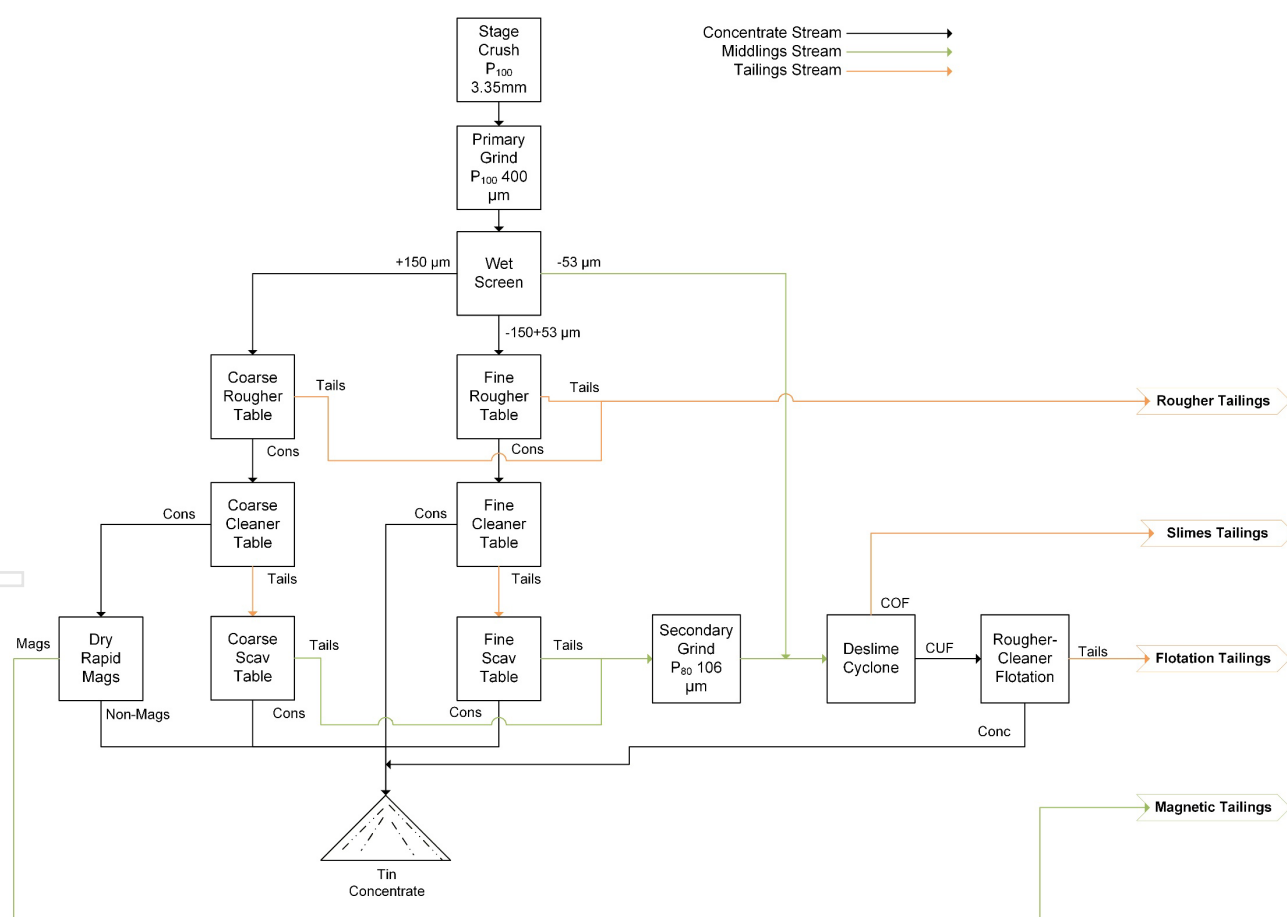 Stage
Crush
P₁₀₀
3.35mm
Concentrate Stream
Middlings Stream
Tailings Stream
Primary
Grind
P₁₀₀ 400
µm
+150 µm
Wet
Screen
-53 µm
-150+53 µm
Coarse
Rougher
Table
Tails
Fine
Rougher
Table
Tails
Rougher Tailings
Cons
Cons
Cons
Coarse
Cleaner
Table
Cons
Fine
Cleaner
Table
Slimes Tailings
Tails
Tails
COF
Mags
Dry
Rapid
Mags
Coarse
Scav
Table
Tails
Fine
Scav
Table
Tails
Secondary
Grind
P₈₀ 106
µm
Deslime
Cyclone
CUF
Rougher-
Cleaner
Flotation
Tails
Flotation Tailings
Non-Mags
Cons
Cons
Conc
Magnetic Tailings
Tin
Concentrate